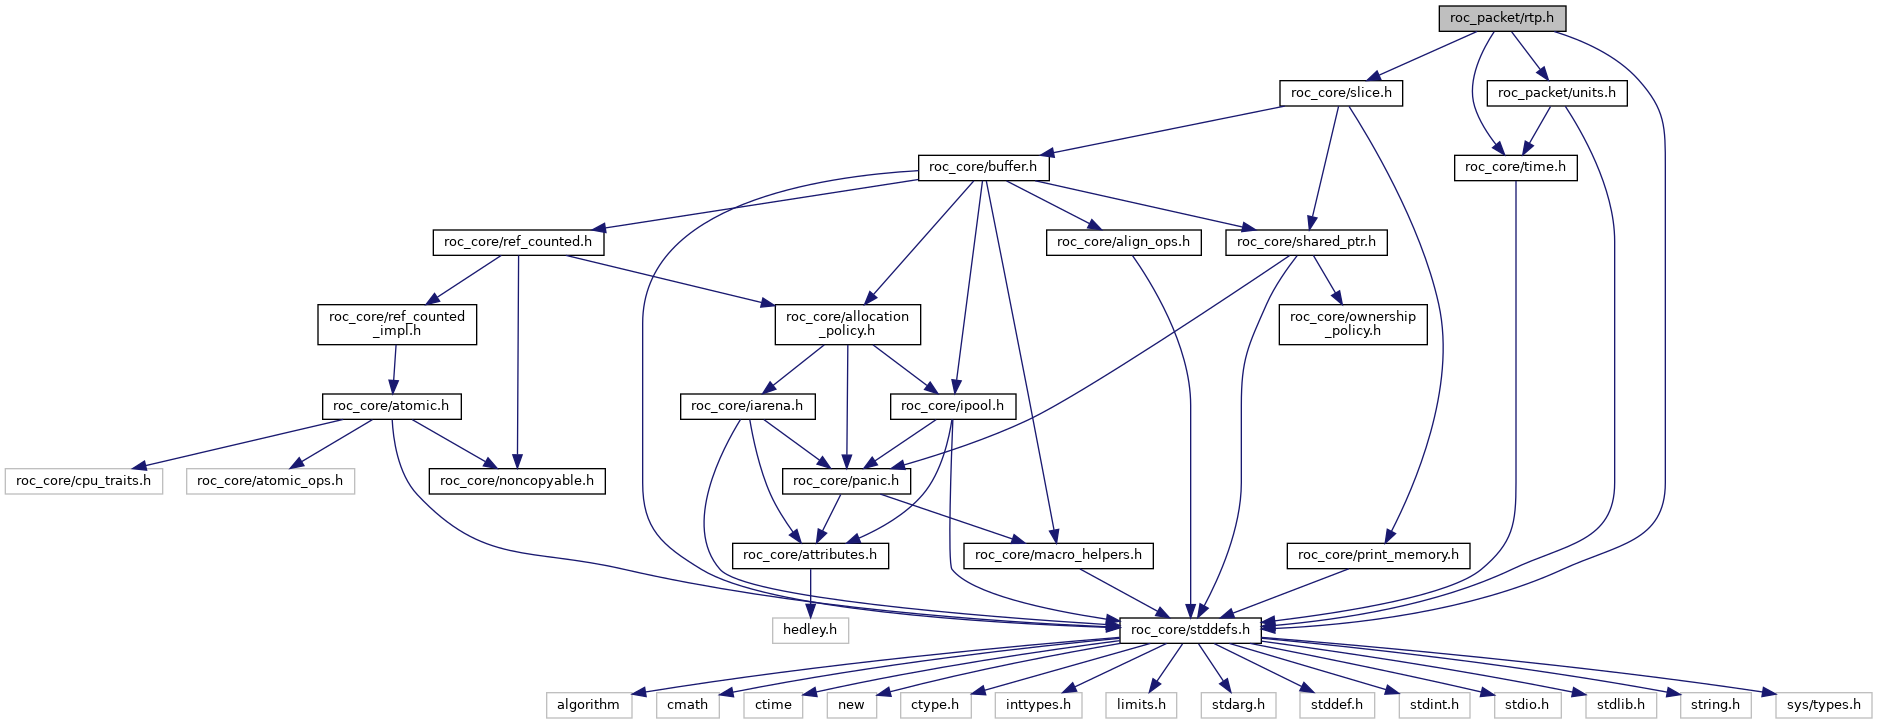 roc_packet/rtp.h
roc_core/slice.h
roc_packet/units.h
roc_core/buffer.h
roc_core/time.h
roc_core/ref_counted.h
roc_core/align_ops.h
roc_core/shared_ptr.h
roc_core/ref_counted
_impl.h
roc_core/allocation
_policy.h
roc_core/ownership
_policy.h
roc_core/atomic.h
roc_core/iarena.h
roc_core/ipool.h
roc_core/cpu_traits.h
roc_core/atomic_ops.h
roc_core/noncopyable.h
roc_core/panic.h
roc_core/attributes.h
roc_core/macro_helpers.h
roc_core/print_memory.h
hedley.h
roc_core/stddefs.h
algorithm
cmath
ctime
new
ctype.h
inttypes.h
limits.h
stdarg.h
stddef.h
stdint.h
stdio.h
stdlib.h
string.h
sys/types.h